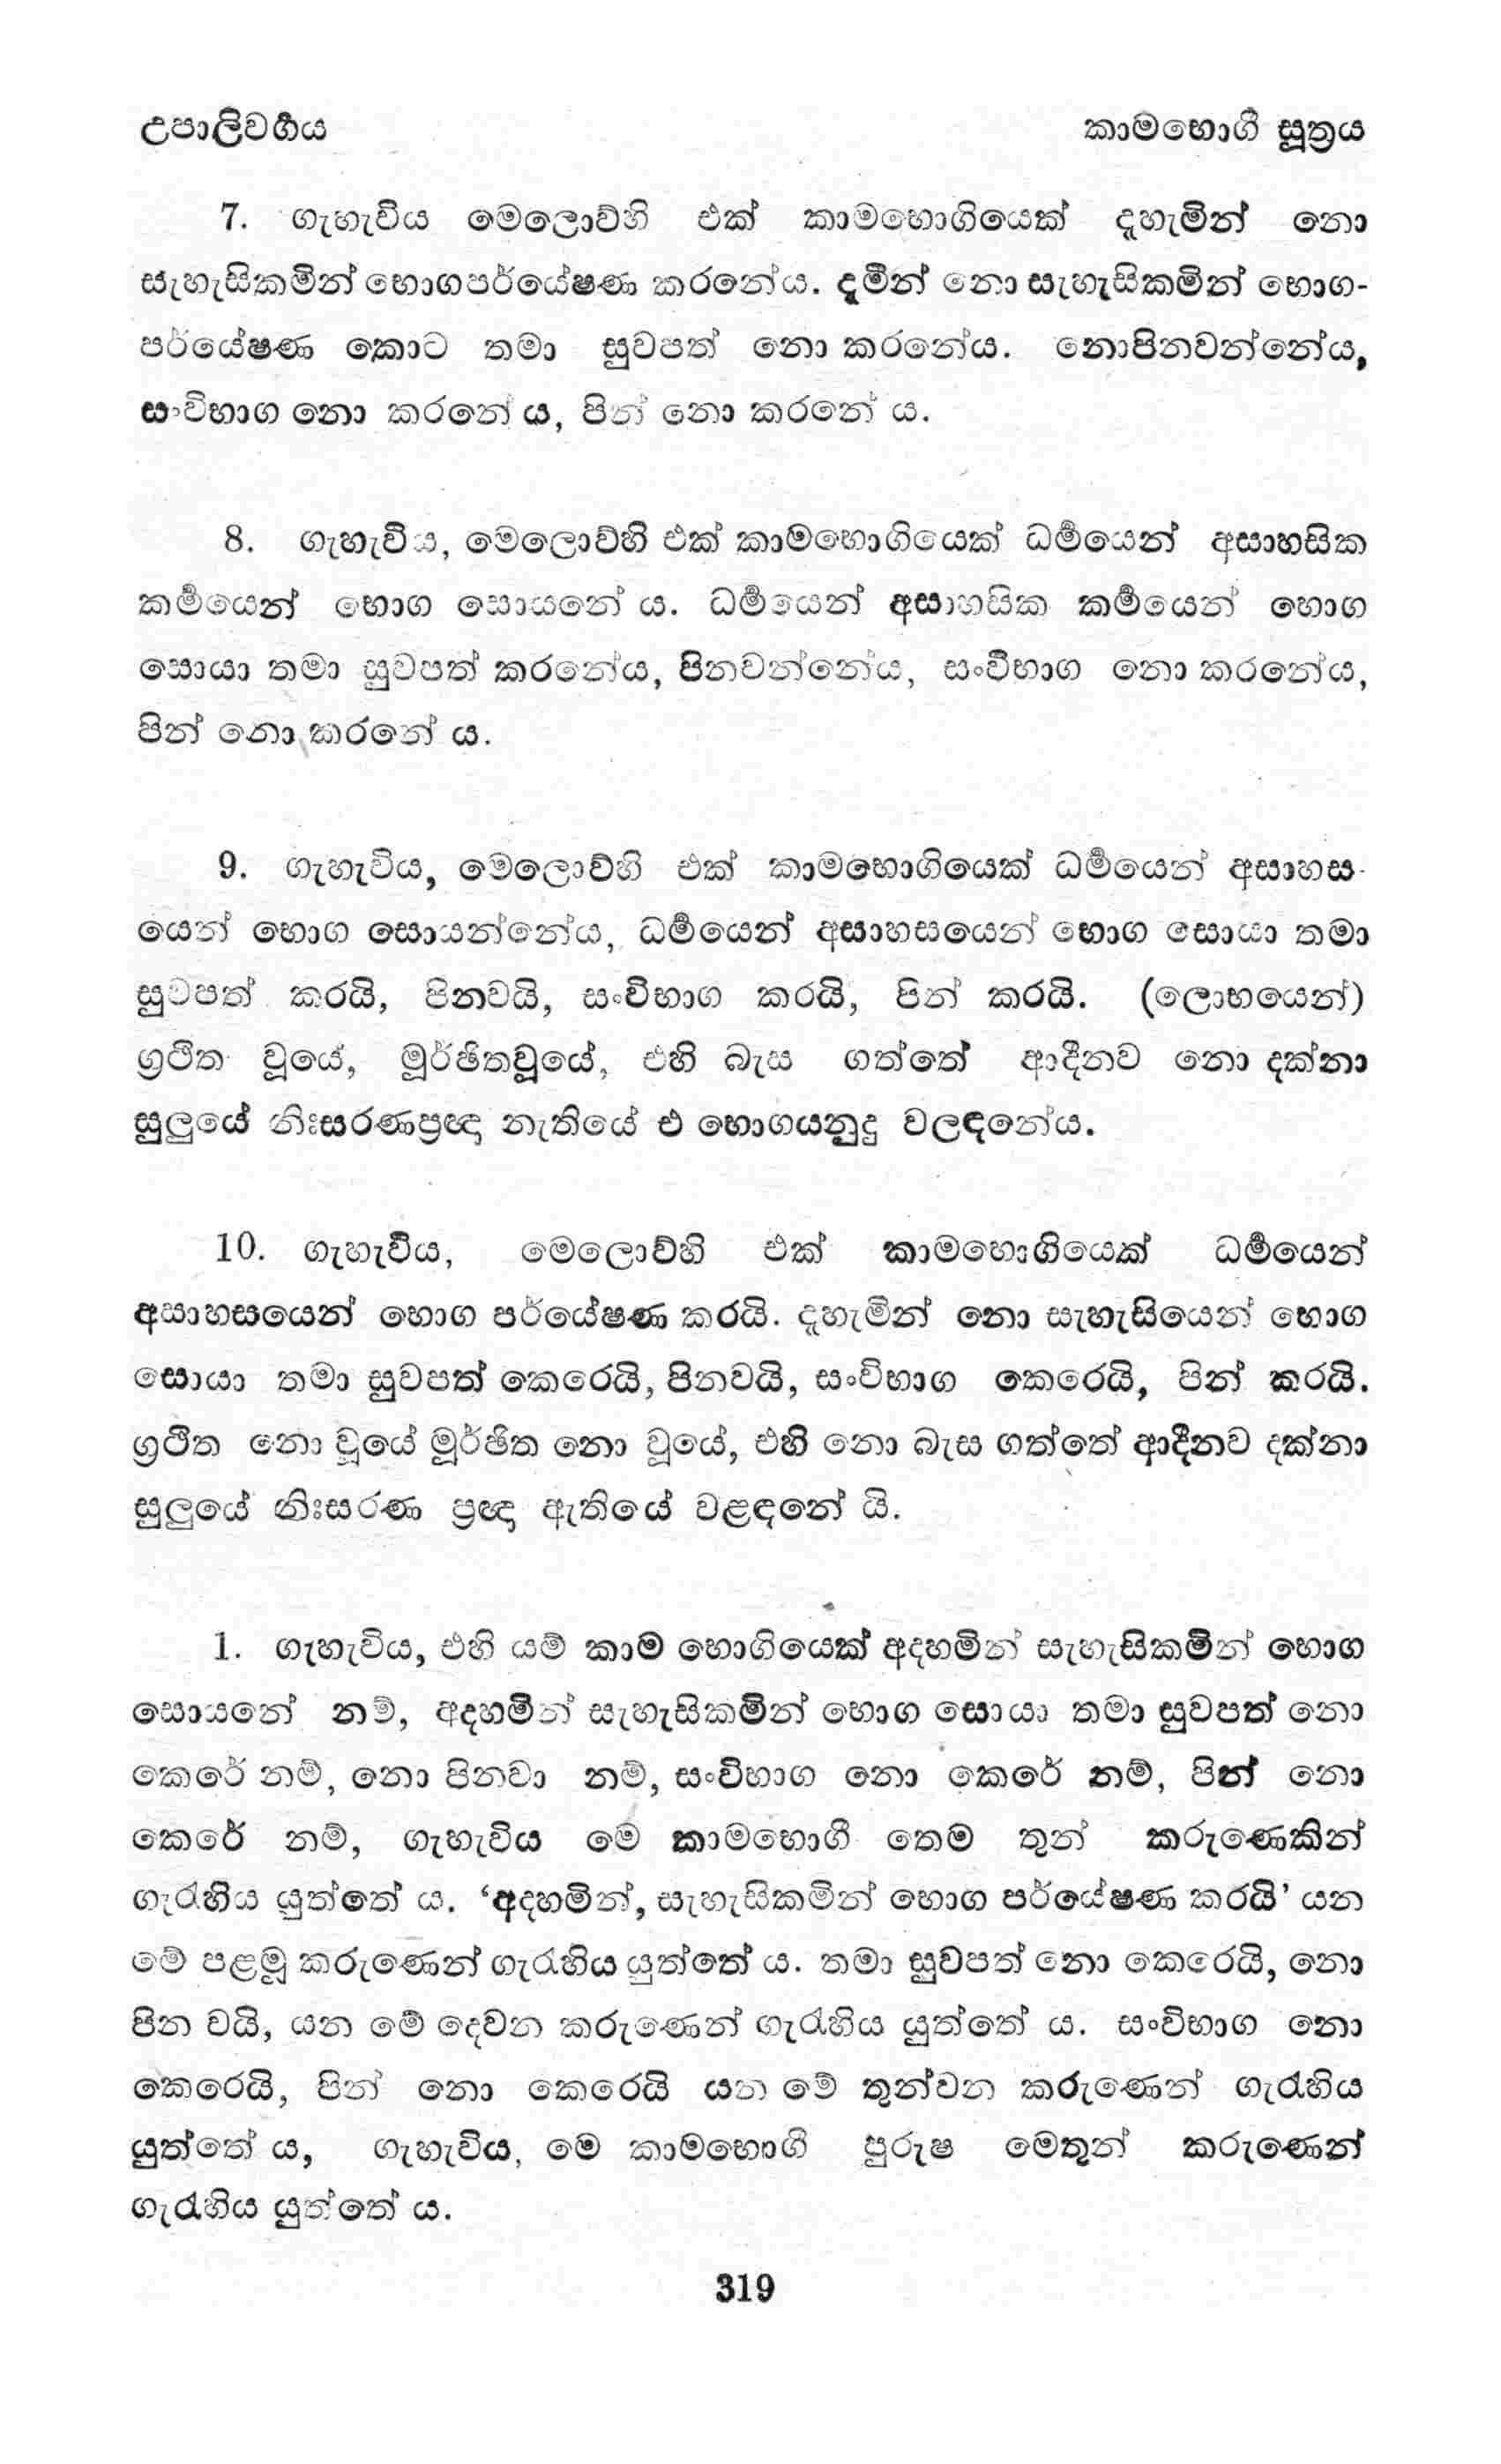 උපාලිවර්‍ගය කාමභොගී සූත්‍රය
7. ගැහැවිය මෙලොව්හි එක් කාමභොගියෙක් දැහැමින් නො
සැහැසිකමින් භොගපර්යේෂණ කරනේය. දැමින් නො සැහැසිකමින් භොග-
පර්යේෂණ කොට තමා සුවපත් නො කරනේය. නොපිනවන්නේය,
සංවිභාග නො කරනේ ය, පින් නො කරනේ ය.
8. ගැහැවිය, මෙලොව්හි එක් කාමභොගියෙක් ධර්‍මයෙන් අසාහසික
කර්‍මයෙන් භොග සොයනේ ය. ධර්‍මයෙන් අසාහසික කර්‍මයෙන් භොග
සොයා තමා සුවපත් කරනේය, පිනවන්නේය, සංවිභාග නො කරනේය,
පින් නො කරනේ ය.
9. ගැහැවිය, මෙලොව්හි එක් කාමභොගියෙක් ධර්‍මයෙන් අසාහස-
යෙන් භොග සොයන්නේය, ධර්‍මයෙන් අසාහසයෙන් භොග සොයා තමා
සුවපත් කරයි, පිනවයි, සංවිභාග කරයි, පින් කරයි. (ලොභයෙන්)
ග්‍රථිත වූයේ, මූර්ඡිතවූයේ, එහි බැස ගත්තේ ආදීනව නො දක්නා
සුලුයේ නිඃසරණප්‍රඥා නැතියේ එ භොගයනුදු වලඳනේය.
10. ගැහැවිය, මෙලොව්හි එක් කාමභොගියෙක් ධර්‍මයෙන්
අසාහසයෙන් භොග පර්යේෂණ කරයි. දැහැමින් නො සැහැසියෙන් භොග
සොයා තමා සුවපත් කෙරෙයි, පිනවයි, සංවිභාග කෙරෙයි, පින් කරයි.
ග්‍රථිත නො වූයේ මූර්ඡිත නො වූයේ, එහි නො බැස ගත්තේ ආදීනව දක්නා
සුලුයේ නිඃසරණ ප්‍රඥා ඇතියේ වළඳනේ යි.
1. ගැහැවිය, එහි යම් කාම භොගියෙක් අදහමින් සැහැසිකමින් භොග
සොයනේ නම්, අදහමින් සැහැසිකමින් භොග සොයා තමා සුවපත් නො
කෙරේ නම්, නො පිනවා නම්, සංවිභාග නො කෙරේ නම්, පින් නො
කෙරේ නම්, ගැහැවිය මේ කාමභොගී තෙම තුන් කරුණෙකින්
ගැරැහිය යුත්තේ ය. ‘අදහමින්, සැහැසිකමින් භොග පර්යේෂණ කරයි’ යන
මේ පළමු කරුණෙන් ගැරැහිය යුත්තේ ය. තමා සුවපත් නො කෙරෙයි, නො
පින වයි, යන මේ දෙවන කරුණෙන් ගැරැහිය යුත්තේ ය. සංවිභාග නො
කෙරෙයි, පින් නො කෙරෙයි යන මේ තුන්වන කරුණෙන් ගැරැහිය
යුත්තේ ය, ගැහැවිය, මේ කාමභොගී පුරුෂ මෙතුන් කරුණෙන්
ගැරැහිය යුත්තේ ය.
319